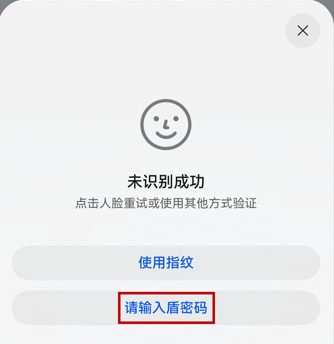 未识别成功
点击人脸重试或使用其他方式验证
使用指纹
请输入盾密码